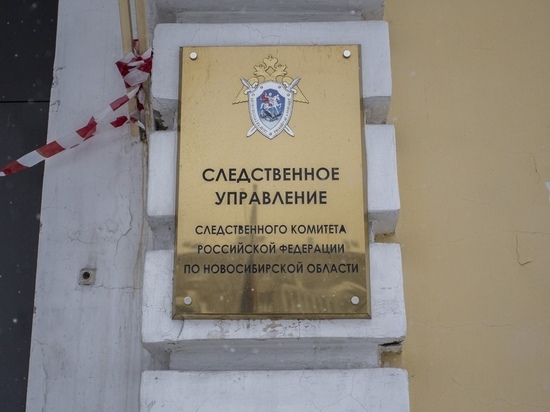 СЛЕДСТВЕННОЕ
УПРАВЛЕНИЕ
СЛЕДСТВЕННОГО КОМИТЕТА
РОССИЙСКОЙ ФЕДЕРАЦИИ
ПО НОВОСИБИРСКОЙ ОБЛАСТИ